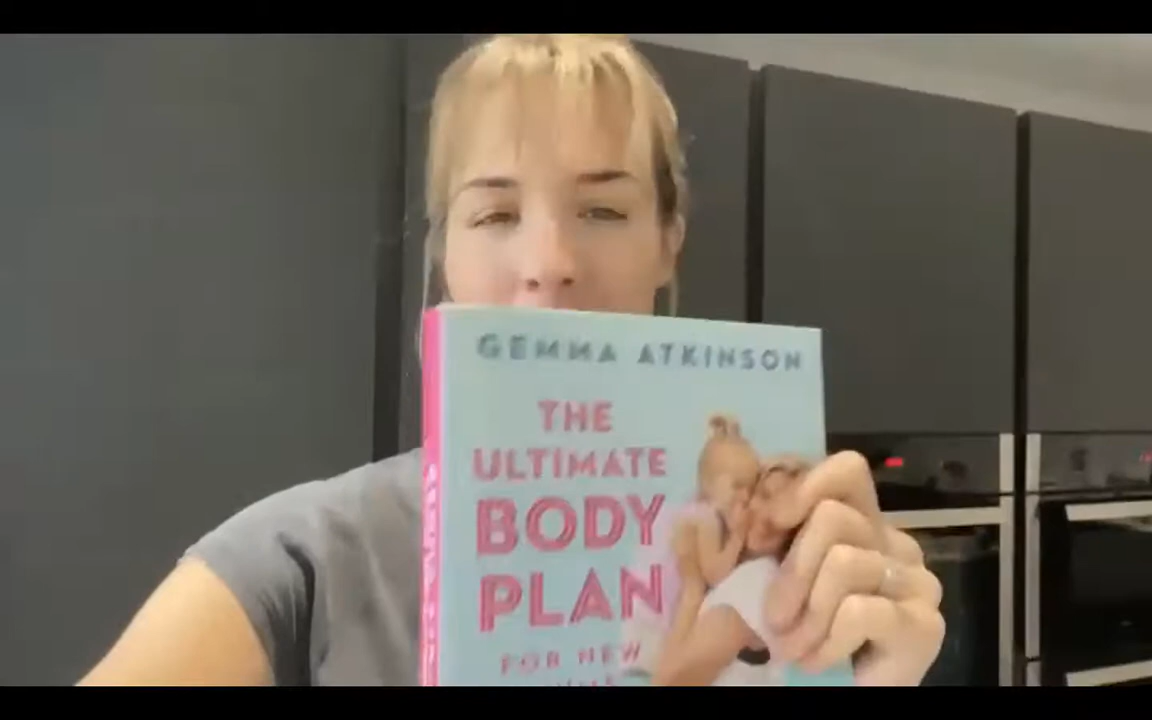 GEMMA ATKINSON
THE
ULTIMATE
BODY
PLAN
FOR NEW